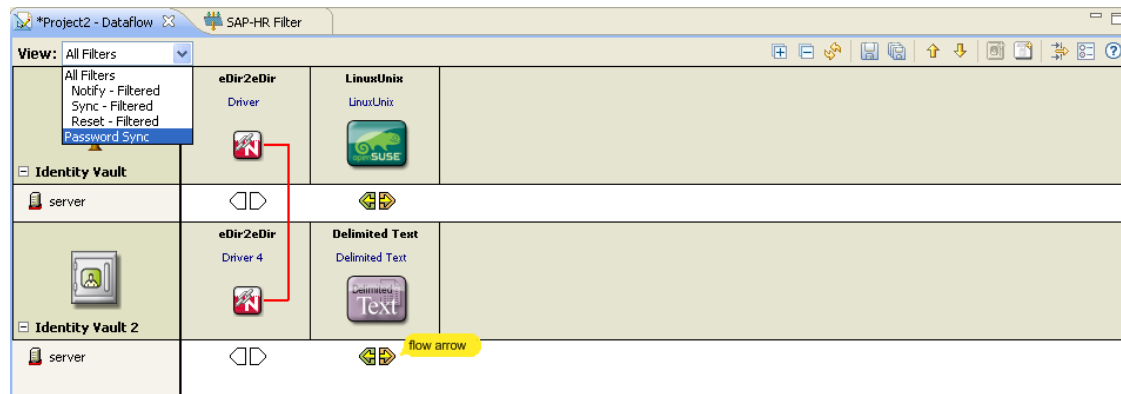 *Project2 - Dataflow
SAP-HR Filter
View: All Filters
All Filters
Notify - Filtered
Sync - Filtered
Reset - Filtered
Password Sync
Identity Vault
eDir2eDir
Driver
N
LinuxUnix
LinuxUnix
openSUSE
server
Identity Vault 2
eDir2eDir
Driver 4
N
Delimited Text
Delimited Text
Delimited
Text
server
flow arrow